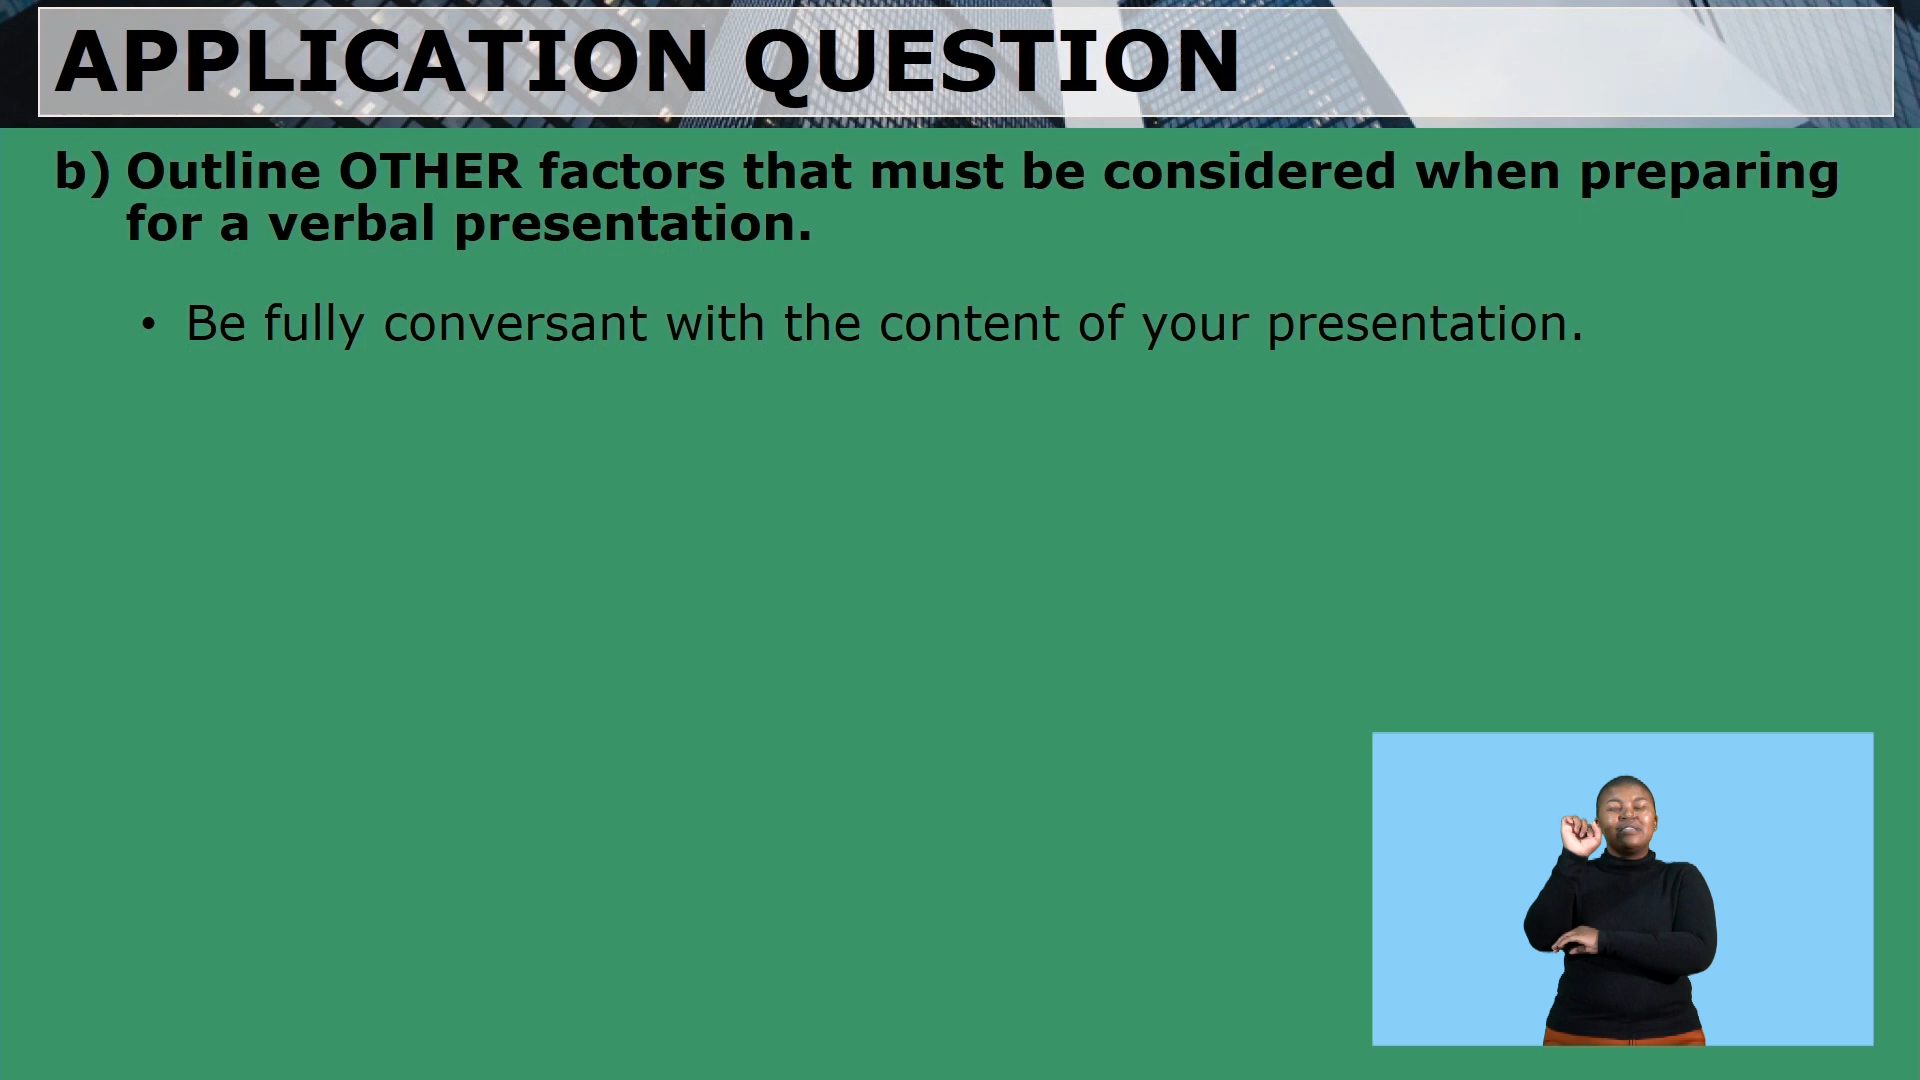 APPLICATION QUESTION
b) Outline OTHER factors that must be considered when preparing
for a verbal presentation.
• Be fully conversant with the content of your presentation.